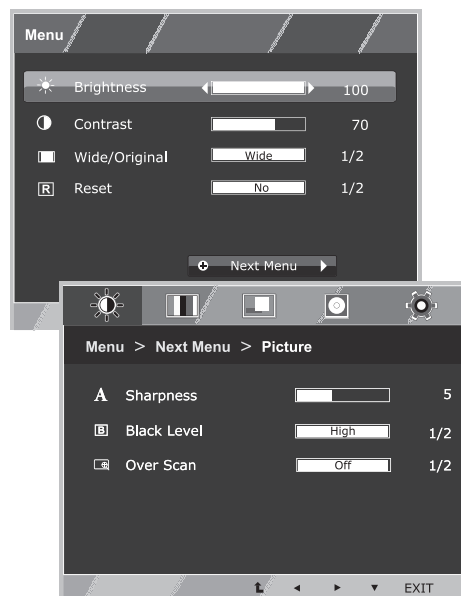 Menu
Brightness 100
Contrast 70
Wide/Original Wide 1/2
R Reset No 1/2
Next Menu
Menu > Next Menu > Picture
A Sharpness 5
B Black Level High 1/2
Over Scan Off 1/2
EXIT